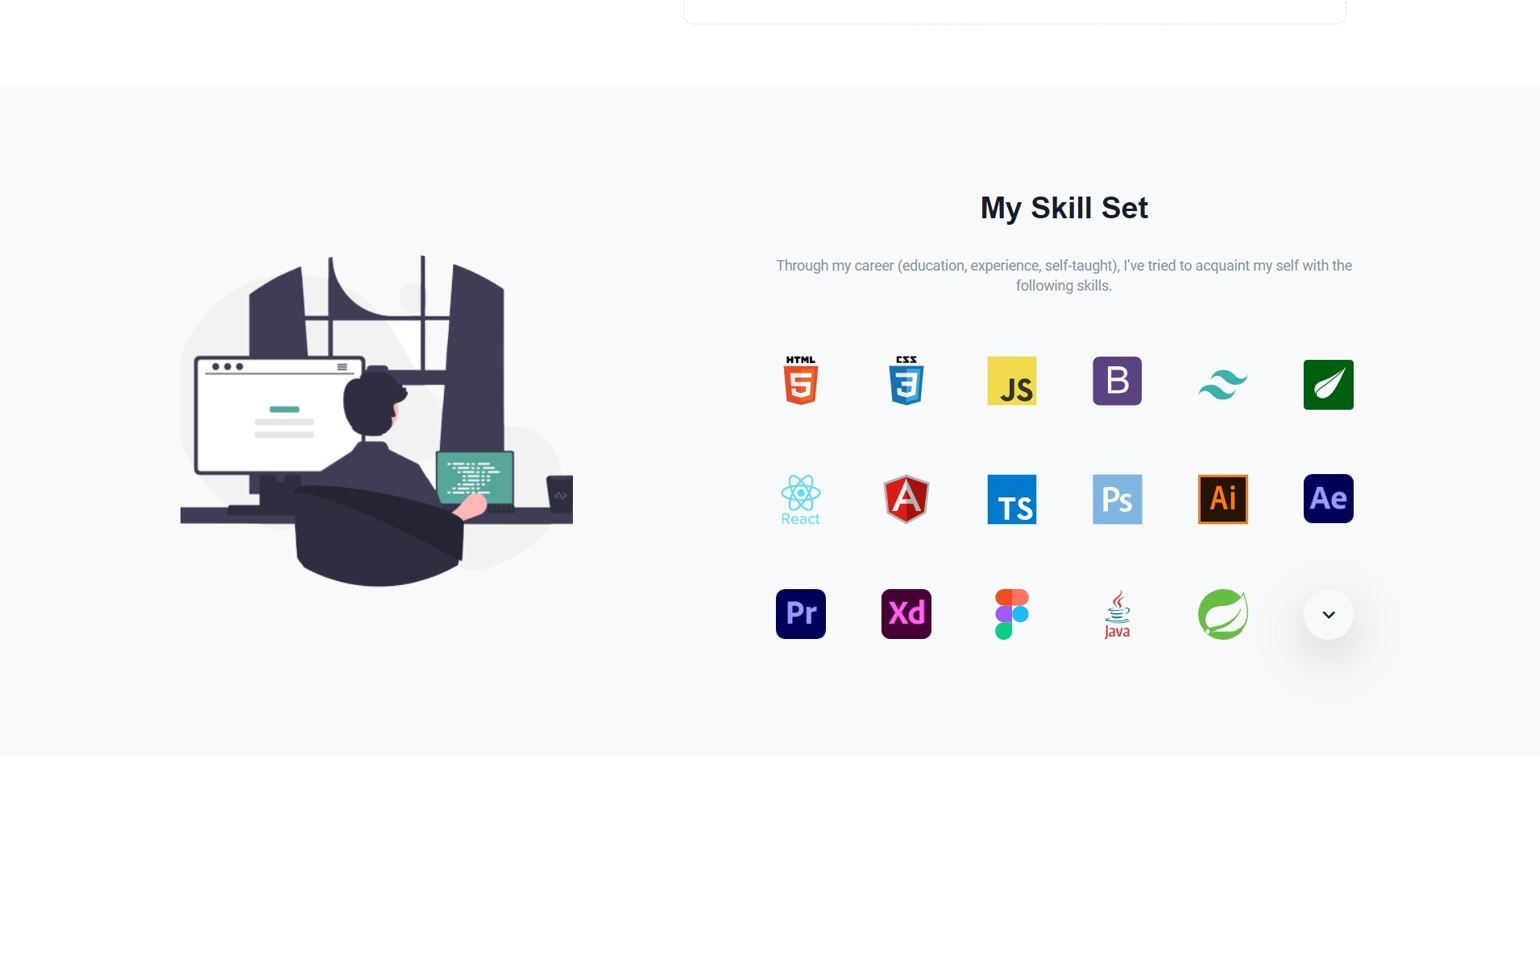 My Skill Set
Through my career (education, experience, self-taught), I've tried to acquaint my self with the
following skills.
HTML
5
CSS
3
JS
B
React
A
TS
Ps
Ai
Ae
Pr
Xd
Java